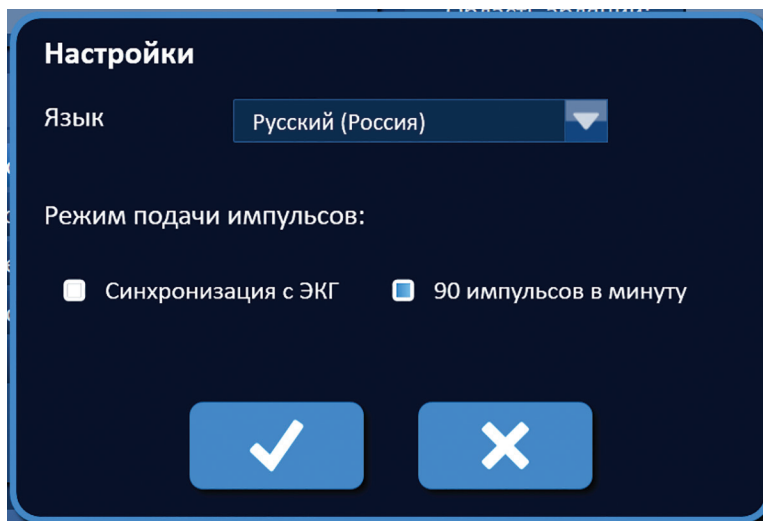 Настройки
Язык
Русский (Россия)
Режим подачи импульсов:
Синхронизация с ЭКГ
90 импульсов в минуту